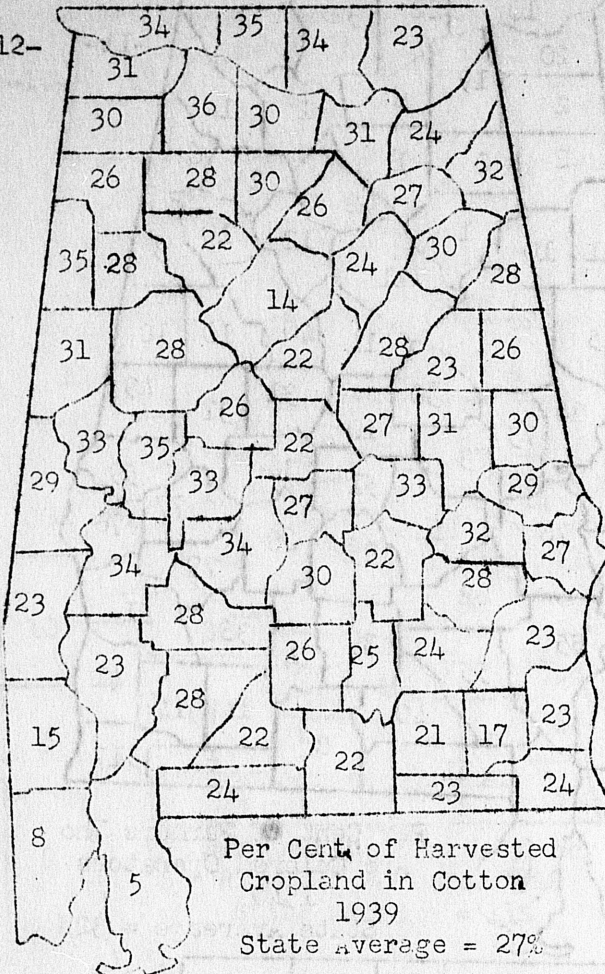 12-
34 35 34 23
31
30 36 30 31 24
32
26 28 30 26 27
35 28 22 24 30 28
14
31 28 22 28 23 26
26
33 35 22 27 31 30
29 33 27 33 29
34 34 30 22 32 27
28
23 28
23 26 25 24 23
28
15 22 22 21 17 23
24 23 24
8
5
Per Cent of Harvested
Cropland in Cotton
1939
State Average = 27%